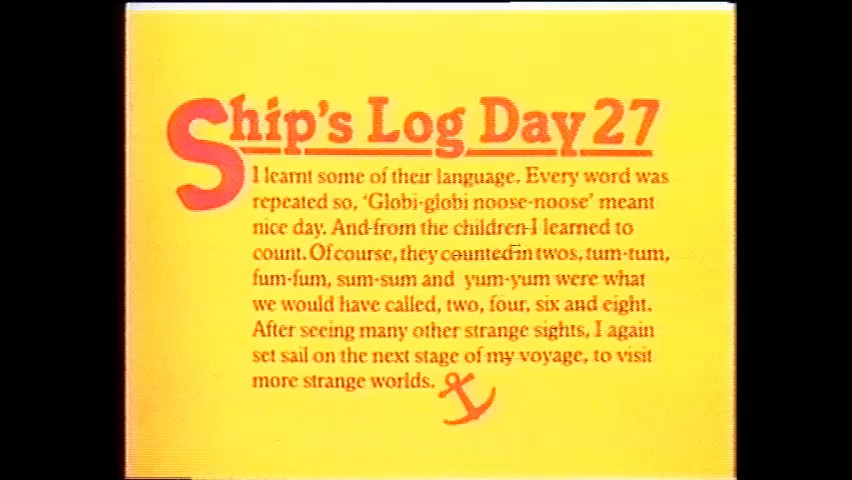 Ship's Log Day 27
I learnt some of their language. Every word was
repeated so, 'Globi-globi noose-noose' meant
nice day. And from the children I learned to
count. Of course, they counted in twos, tum-tum,
fum-fum, sum-sum and yum-yum were what
we would have called, two, four, six and eight.
After seeing many other strange sights, I again
set sail on the next stage of my voyage, to visit
more strange worlds.